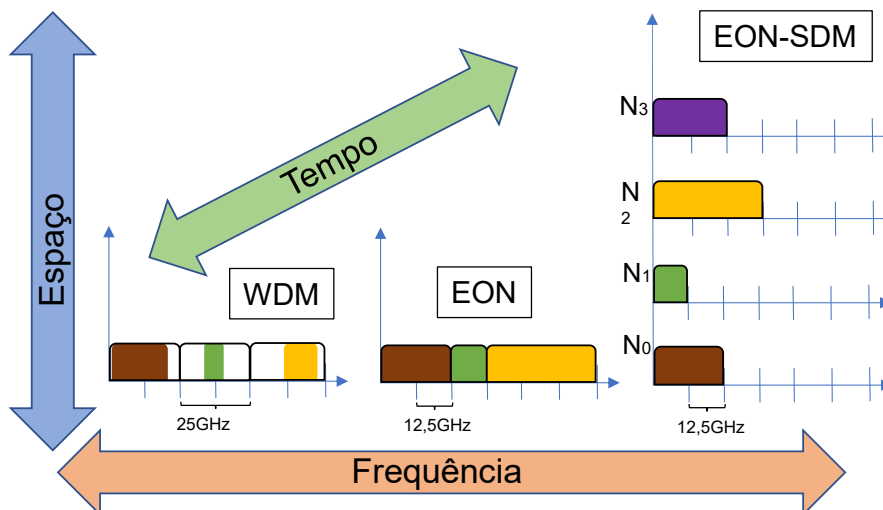 EON-SDM
Espaço
Tempo
WDM
EON
N3
N
2
N1
N0
25GHz
12,5GHz
12,5GHz
Frequência